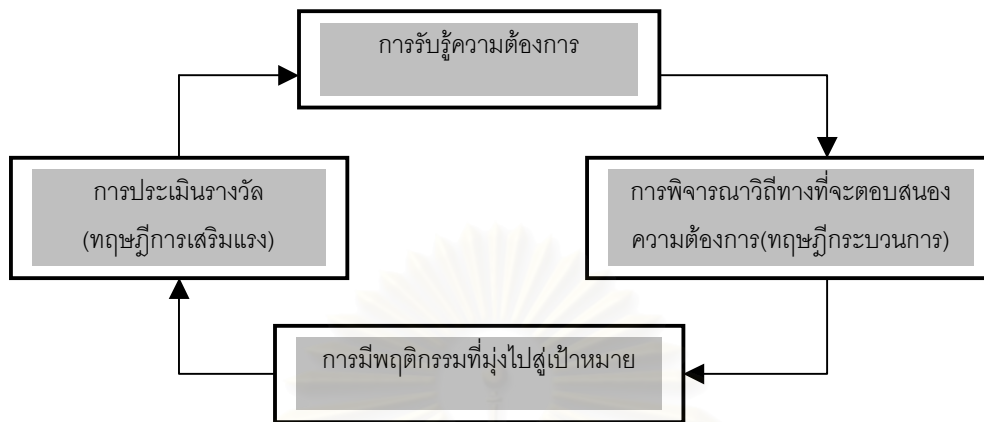 การรับรู้ความต้องการ
การประเมินรางวัล
(ทฤษฎีการเสริมแรง)
การพิจารณาวิถีทางที่จะตอบสนอง
ความต้องการ(ทฤษฎีกระบวนการ)
การมีพฤติกรรมที่มุ่งไปสู่เป้าหมาย